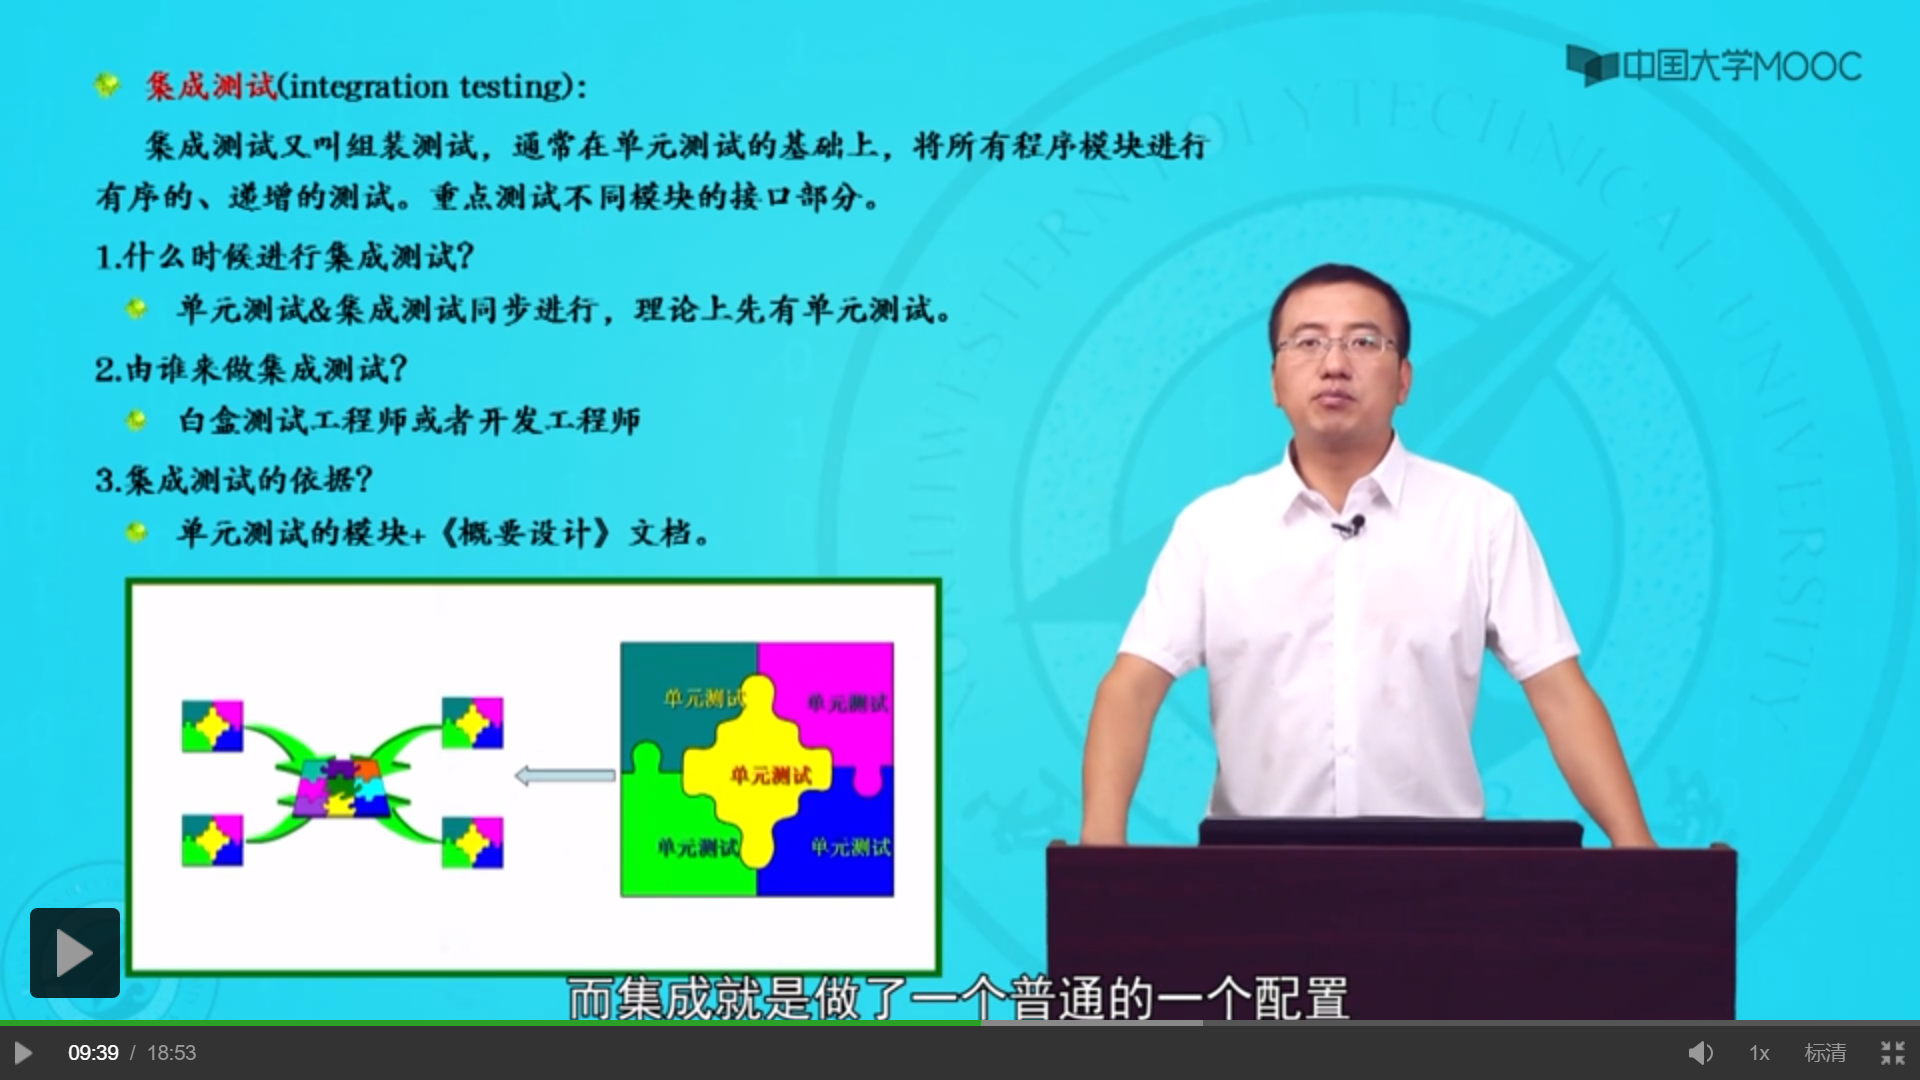 中国大学MOOC
集成测试(integration testing):
集成测试又叫组装测试，通常在单元测试的基础上，将所有程序模块进行
有序的、递增的测试。重点测试不同模块的接口部分。
1.什么时候进行集成测试?
单元测试&集成测试同步进行，理论上先有单元测试。
2.由谁来做集成测试?
白盒测试工程师或者开发工程师
3.集成测试的依据?
单元测试的模块+《概要设计》文档。
单元测试
单元测试
单元测试
单元测试
单元测试
而集成就是做了一个普通的一个配置
09:39 / 18:53
1x
标清